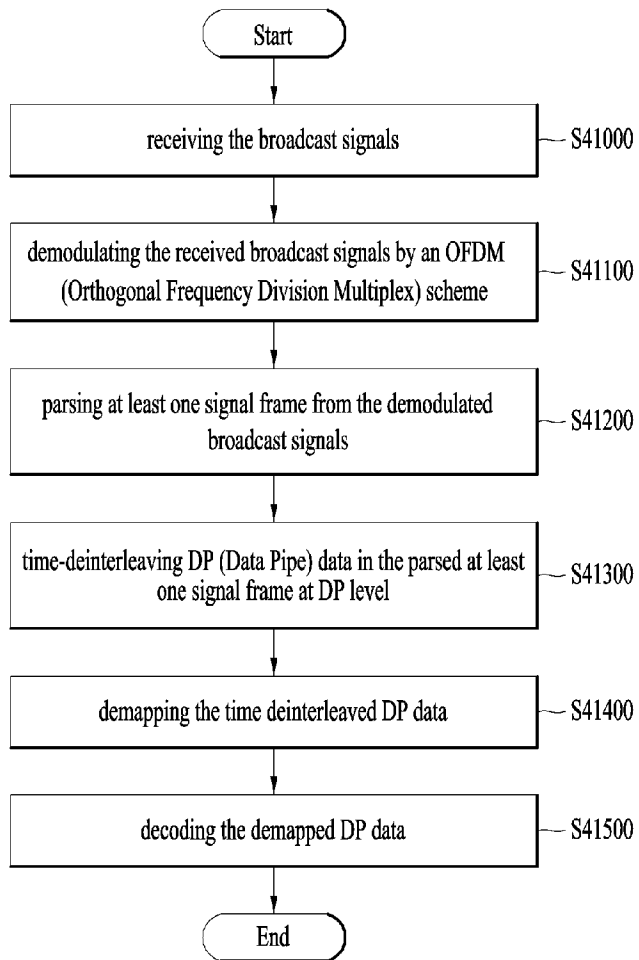 Start
receiving the broadcast signals
S41000
demodulating the received broadcast signals by an OFDM
(Orthogonal Frequency Division Multiplex) scheme
S41100
parsing at least one signal frame from the demodulated
broadcast signals
S41200
time-deinterleaving DP (Data Pipe) data in the parsed at least
one signal frame at DP level
S41300
demapping the time deinterleaved DP data
S41400
decoding the demapped DP data
S41500
End